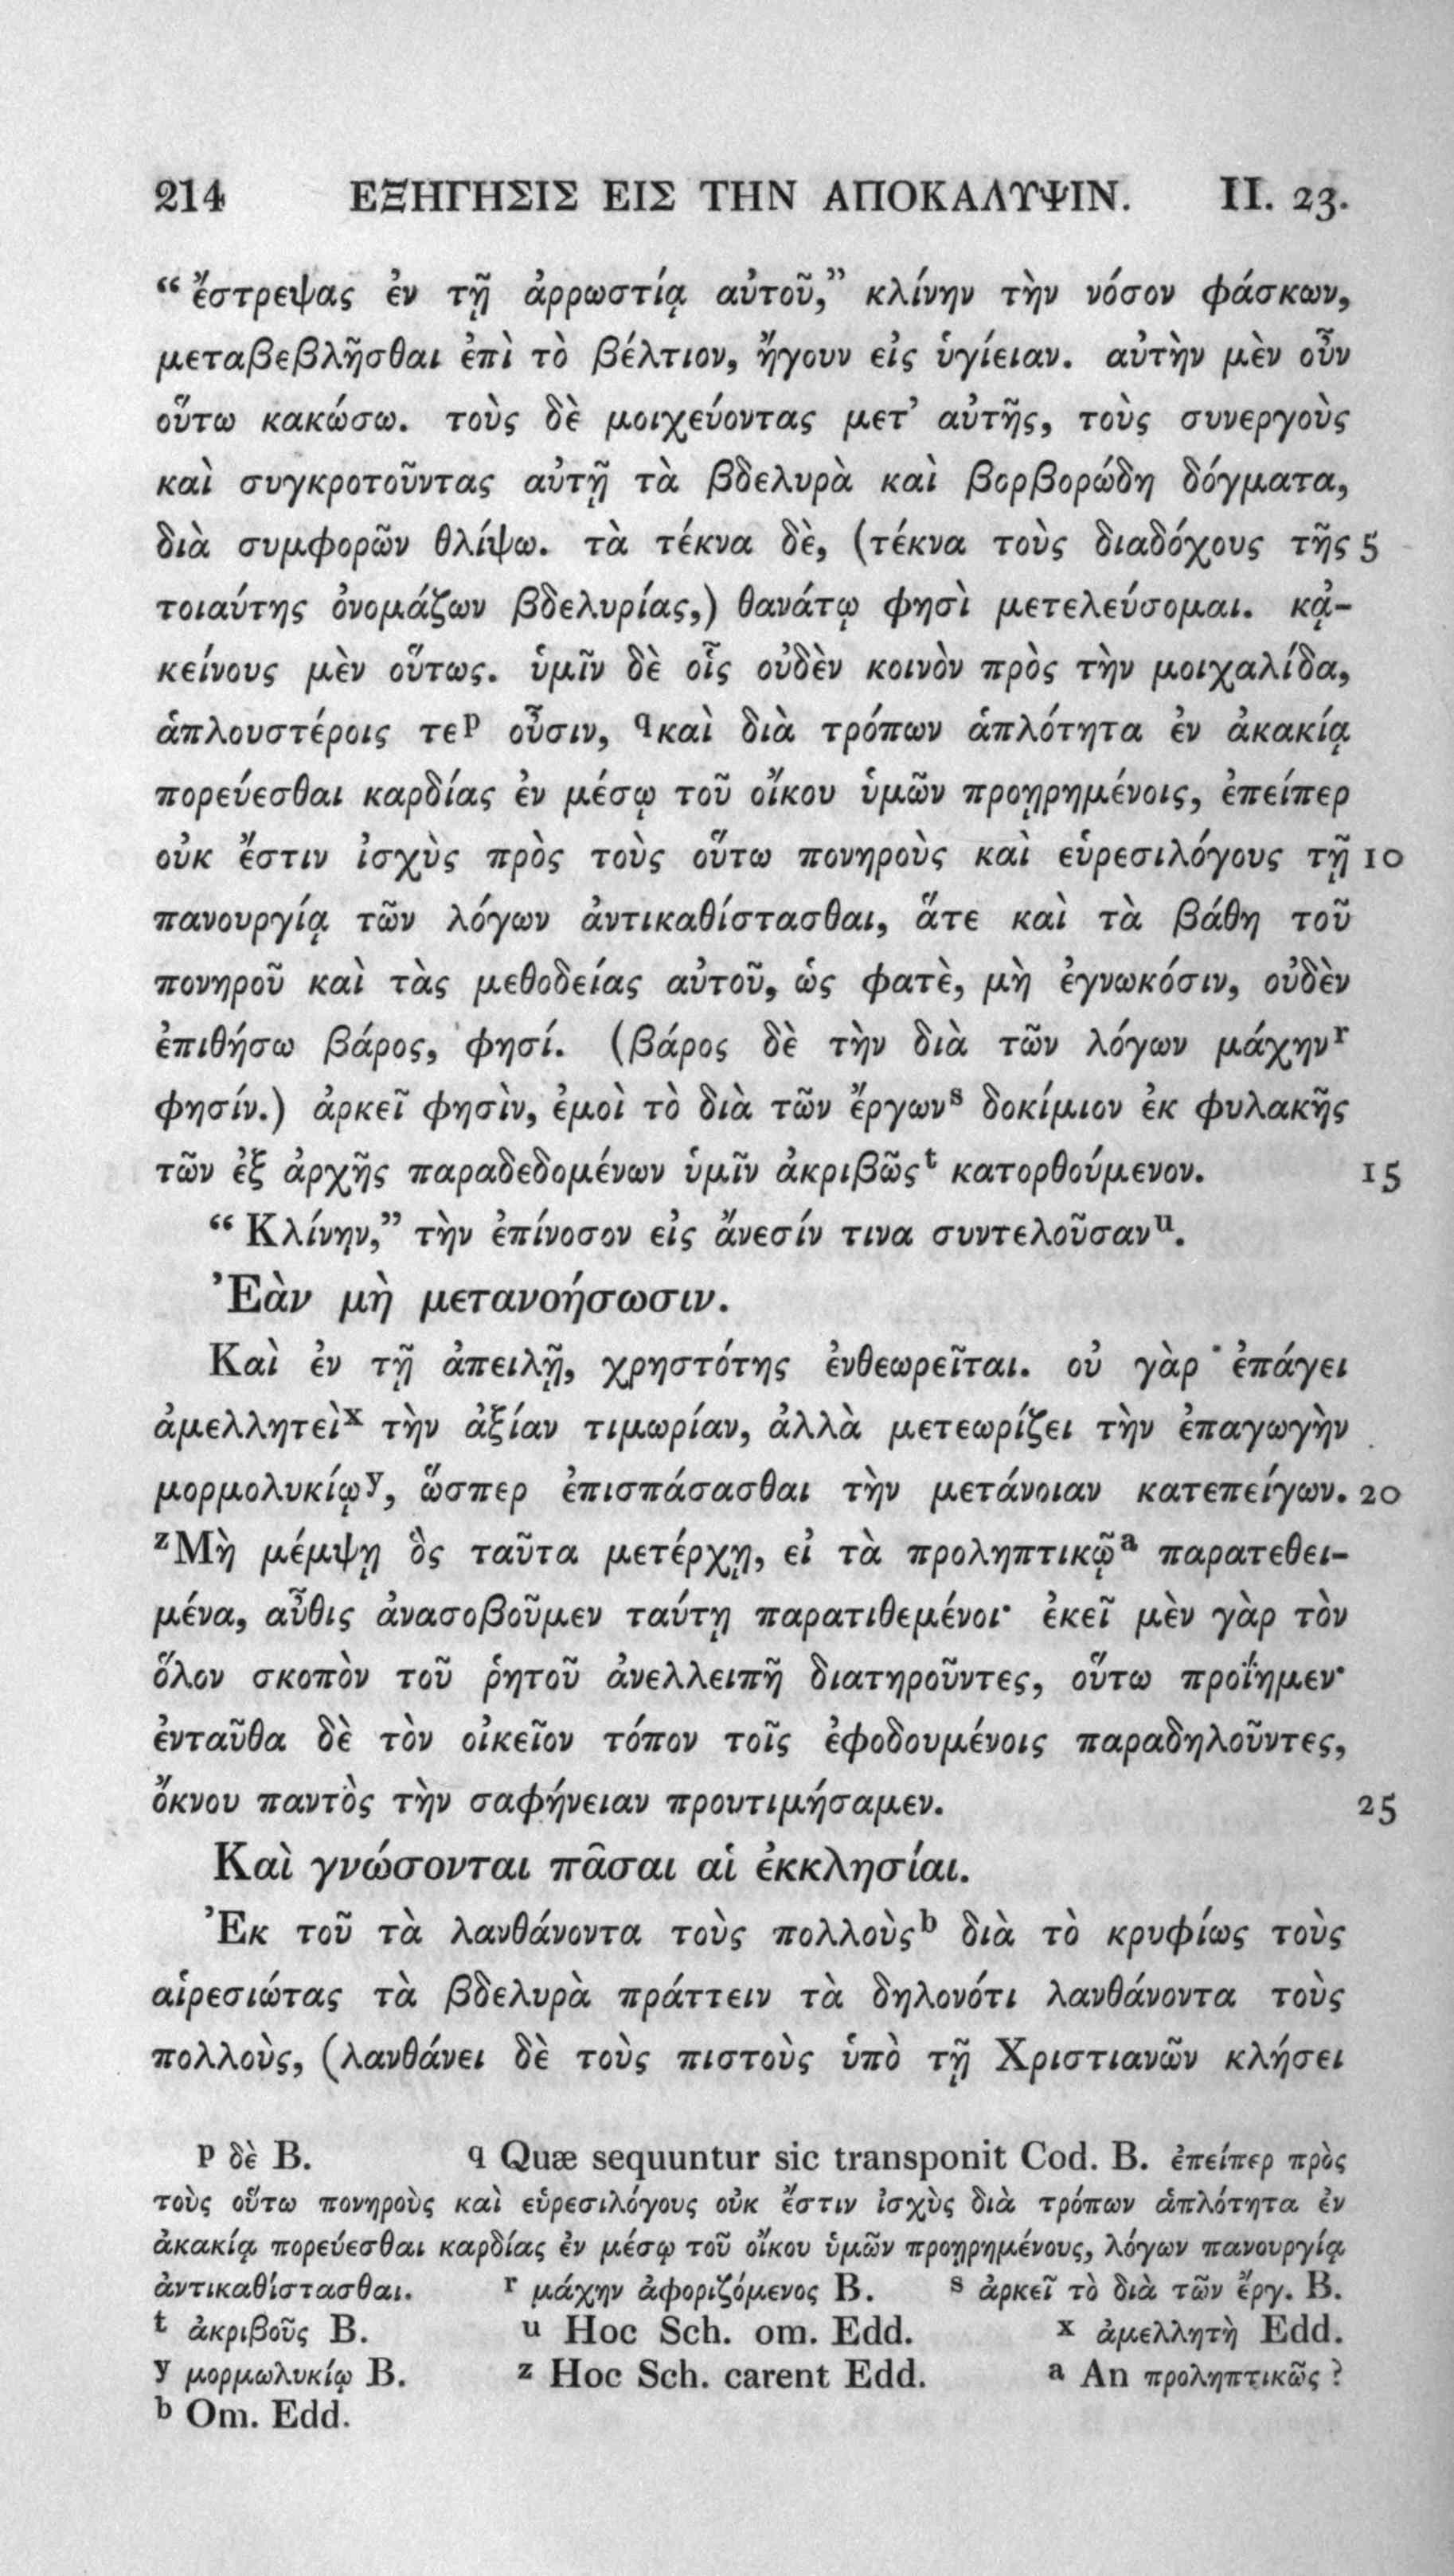 214 ΕΞΗΓΗΣΙΣ ΕΙΣ ΤΗΝ ΑΠΟΚΑΛΥΨΙΝ. II. 23.
“ ἔστρεψας ἐν τῇ ἀρρωστίᾳ αὐτοῦ,” κλίνην τὴν νόσον φάσκων,
μεταβεβλῆσθαι ἐπὶ τὸ βέλτιον, ἤγουν εἰς ὑγίειαν. αὐτὴν μὲν οὖν
οὕτω κακώσω. τοὺς δὲ μοιχεύοντας μετ’ αὐτῆς, τοὺς συνεργοὺς
καὶ συγκροτοῦντας αὐτῇ τὰ βδελυρὰ καὶ βορβορώδη δόγματα,
διὰ συμφορῶν θλίψω. τὰ τέκνα δὲ, (τέκνα τοὺς διαδόχους τῆς 5
τοιαύτης ὀνομάζων βδελυρίας,) θανάτῳ φησὶ μετελεύσομαι. κᾀ-
κείνους μὲν οὕτως. ὑμῖν δὲ οἷς οὐδὲν κοινὸν πρὸς τὴν μοιχαλίδα,
ἁπλουστέροις τε p οὖσιν, q καὶ διὰ τρόπων ἁπλότητα ἐν ἀκακίᾳ
πορεύεσθαι καρδίας ἐν μέσῳ τοῦ οἴκου ὑμῶν προῃρημένοις, ἐπείπερ
οὐκ ἔστιν ἰσχὺς πρὸς τοὺς οὕτω πονηροὺς καὶ εὑρεσιλόγους τῇ 10
πανουργίᾳ τῶν λόγων ἀντικαθίστασθαι, ἅτε καὶ τὰ βάθη τοῦ
πονηροῦ καὶ τὰς μεθοδείας αὐτοῦ, ὡς φατὲ, μὴ ἐγνωκόσιν, οὐδὲν
ἐπιθήσω βάρος, φησί. (βάρος δὲ τὴν διὰ τῶν λόγων μάχην r
φησίν.) ἀρκεῖ φησὶν, ἐμοὶ τὸ διὰ τῶν ἔργων s δοκίμιον ἐκ φυλακῆς
τῶν ἐξ ἀρχῆς παραδεδομένων ὑμῖν ἀκριβῶς t κατορθούμενον. 15
“ Κλίνην,” τὴν ἐπίνοσον εἰς ἄνεσίν τινα συντελοῦσαν u.
Ἐὰν μὴ μετανοήσωσιν.
Καὶ ἐν τῇ ἀπειλῇ, χρηστότης ἐνθεωρεῖται. οὐ γὰρ ἐπάγει
ἀμελλητεὶ x τὴν ἀξίαν τιμωρίαν, ἀλλὰ μετεωρίζει τὴν ἐπαγωγὴν
μορμολυκίῳ y, ὥσπερ ἐπισπάσασθαι τὴν μετάνοιαν κατεπείγων. 20
z Μὴ μέμψῃ ὃς ταῦτα μετέρχῃ, εἰ τὰ προληπτικῷ a παρατεθει-
μένα, αὖθις ἀνασοβοῦμεν ταύτῃ παρατιθεμένοι· ἐκεῖ μὲν γὰρ τὸν
ὅλον σκοπὸν τοῦ ῥητοῦ ἀνελλειπῆ διατηροῦντες, οὕτω προΐημεν·
ἐνταῦθα δὲ τὸν οἰκεῖον τόπον τοῖς ἐφοδουμένοις παραδηλοῦντες,
ὄκνου παντὸς τὴν σαφήνειαν προυτιμήσαμεν. 25
Καὶ γνώσονται πᾶσαι αἱ ἐκκλησίαι.
Ἐκ τοῦ τὰ λανθάνοντα τοὺς πολλοὺς b διὰ τὸ κρυφίως τοὺς
αἱρεσιώτας τὰ βδελυρὰ πράττειν τὰ δηλονότι λανθάνοντα τοὺς
πολλοὺς, (λανθάνει δὲ τοὺς πιστοὺς ὑπὸ τῇ Χριστιανῶν κλήσει
p δὲ B. q Quæ sequuntur sic transponit Cod. B. ἐπείπερ πρὸς
τοὺς οὕτω πονηροὺς καὶ εὑρεσιλόγους οὐκ ἔστιν ἰσχὺς διὰ τρόπων ἁπλότητα ἐν
ἀκακίᾳ πορεύεσθαι καρδίας ἐν μέσῳ τοῦ οἴκου ὑμῶν προῃρημένους, λόγων πανουργίᾳ
ἀντικαθίστασθαι. r μάχην ἀφοριζόμενος B. s ἀρκεῖ τὸ διὰ τῶν ἔργ. B.
t ἀκριβοῦς B. u Hoc Sch. om. Edd. x ἀμελλητὴ Edd.
y μορμωλυκίῳ B. z Hoc Sch. carent Edd. a An προληπτικῶς ?
b Om. Edd.